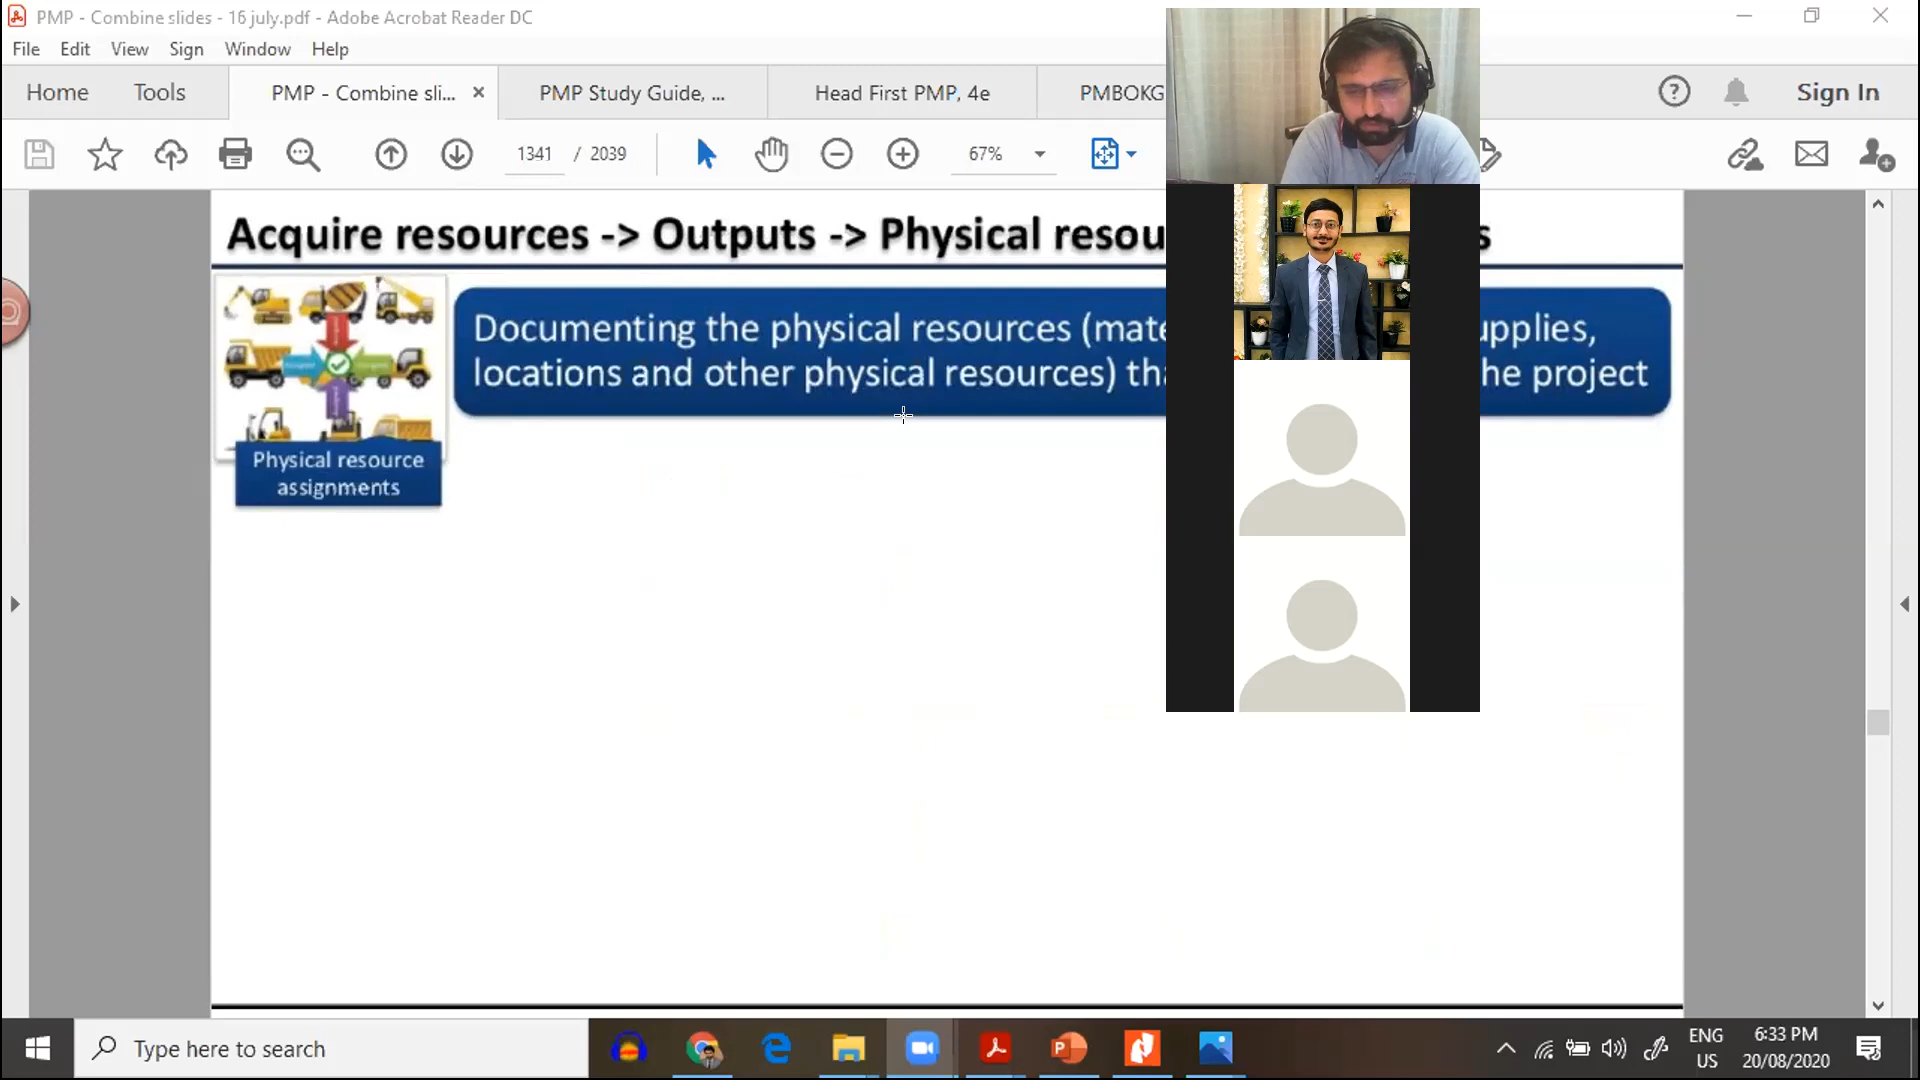 PMP - Combine slides - 16 july.pdf - Adobe Acrobat Reader DC
File Edit View Sign Window Help
Home Tools PMP - Combine sli... × PMP Study Guide, ... Head First PMP, 4e PMBOKG Sign In
1341 / 2039 67%
Acquire resources -> Outputs -> Physical resou s
Documenting the physical resources (mate upplies,
locations and other physical resources) tha he project
Physical resource
assignments
Type here to search
ENG
US
6:33 PM
20/08/2020